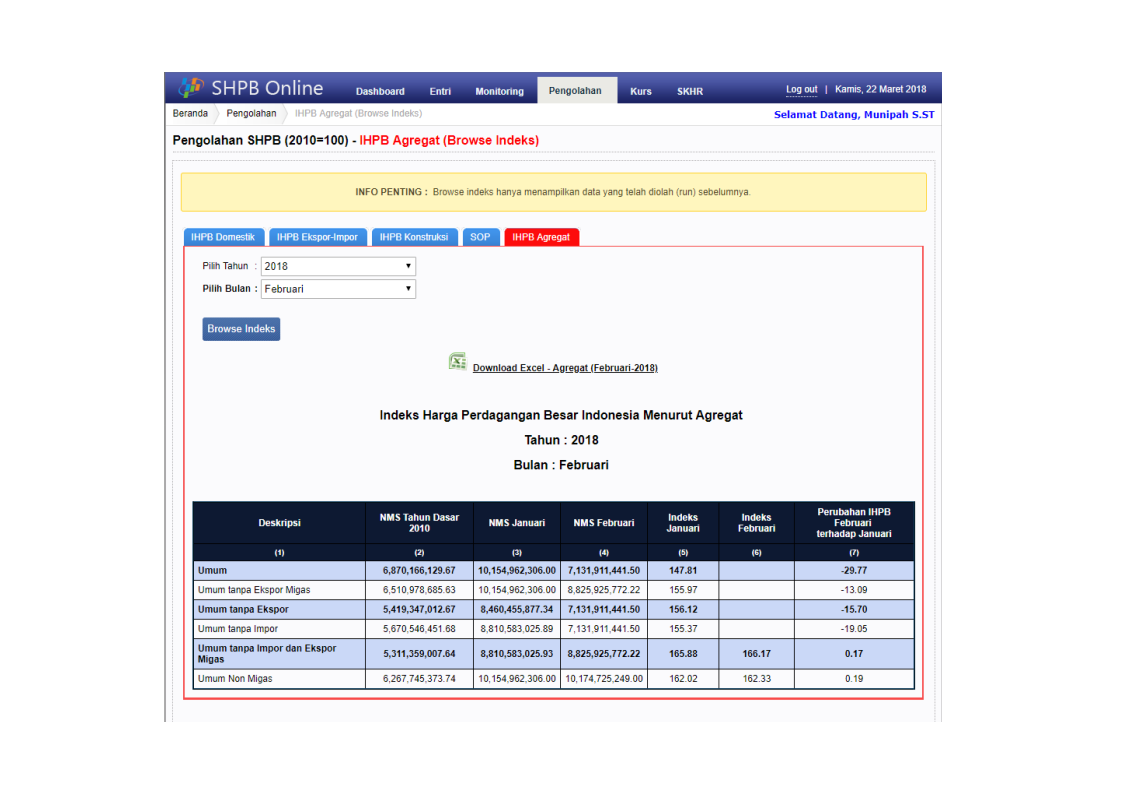 SHPB Online Dashboard Entri Monitoring Pengolahan Kurs SKHR Log out | Kamis, 22 Maret 2018
Beranda Pengolahan IHPB Agregat (Browse Indeks) Selamat Datang, Munipah S.ST
Pengolahan SHPB (2010=100) - IHPB Agregat (Browse Indeks)
INFO PENTING : Browse indeks hanya menampilkan data yang telah diolah (run) sebelumnya.
IHPB Domestik IHPB Ekspor-Impor IHPB Konstruksi SOP IHPB Agregat
Pilih Tahun : 2018
Pilih Bulan : Februari
Browse Indeks
Download Excel - Agregat (Februari-2018)
Indeks Harga Perdagangan Besar Indonesia Menurut Agregat
Tahun : 2018
Bulan : Februari
Deskripsi NMS Tahun Dasar 2010 NMS Januari NMS Februari Indeks Januari Indeks Februari Perubahan IHPB Februari terhadap Januari
(1) (2) (3) (4) (5) (6) (7)
Umum 6,870,166,129.67 10,154,962,306.00 7,131,911,441.50 147.81 -29.77
Umum tanpa Ekspor Migas 6,510,978,685.63 10,154,962,306.00 8,825,925,772.22 155.97 -13.09
Umum tanpa Ekspor 5,419,347,012.67 8,460,455,877.34 7,131,911,441.50 156.12 -15.70
Umum tanpa Impor 5,670,546,451.68 8,810,583,025.89 7,131,911,441.50 155.37 -19.05
Umum tanpa Impor dan Ekspor Migas 5,311,359,007.64 8,810,583,025.93 8,825,925,772.22 165.88 166.17 0.17
Umum Non Migas 6,267,745,373.74 10,154,962,306.00 10,174,725,249.00 162.02 162.33 0.19